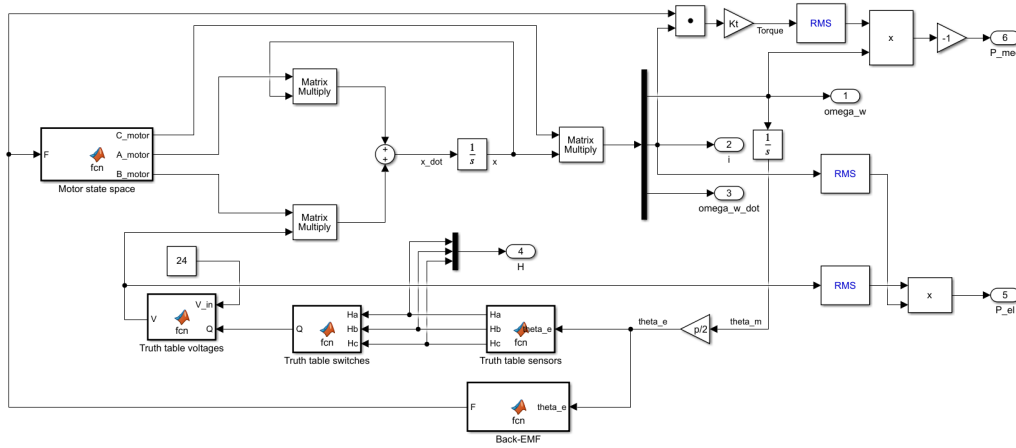 Kt
Torque
RMS
x
-1
6
P_mec
Matrix
Multiply
1
omega_w
C_motor
F
A_motor
fcn
B_motor
Motor state space
+
+
x_dot
1
s
x
Matrix
Multiply
2
i
1
s
RMS
3
omega_w_dot
Matrix
Multiply
24
4
H
RMS
x
5
P_el
V_in
V
fcn
Q
Truth table voltages
Ha
Q
Hb
fcn
Hc
Truth table switches
Ha
Hb
theta_e
fcn
Hc
Truth table sensors
theta_e
p/2
theta_m
F
theta_e
fcn
Back-EMF